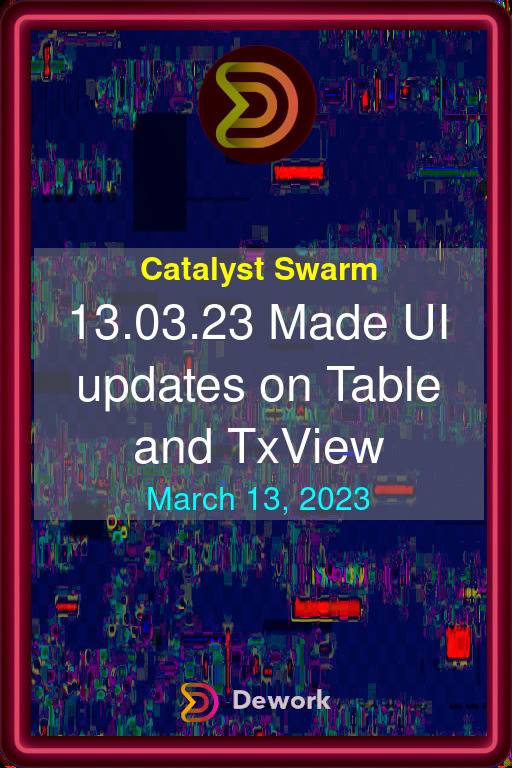 Catalyst Swarm
13.03.23 Made UI
updates on Table
and TxView
March 13, 2023
Dework